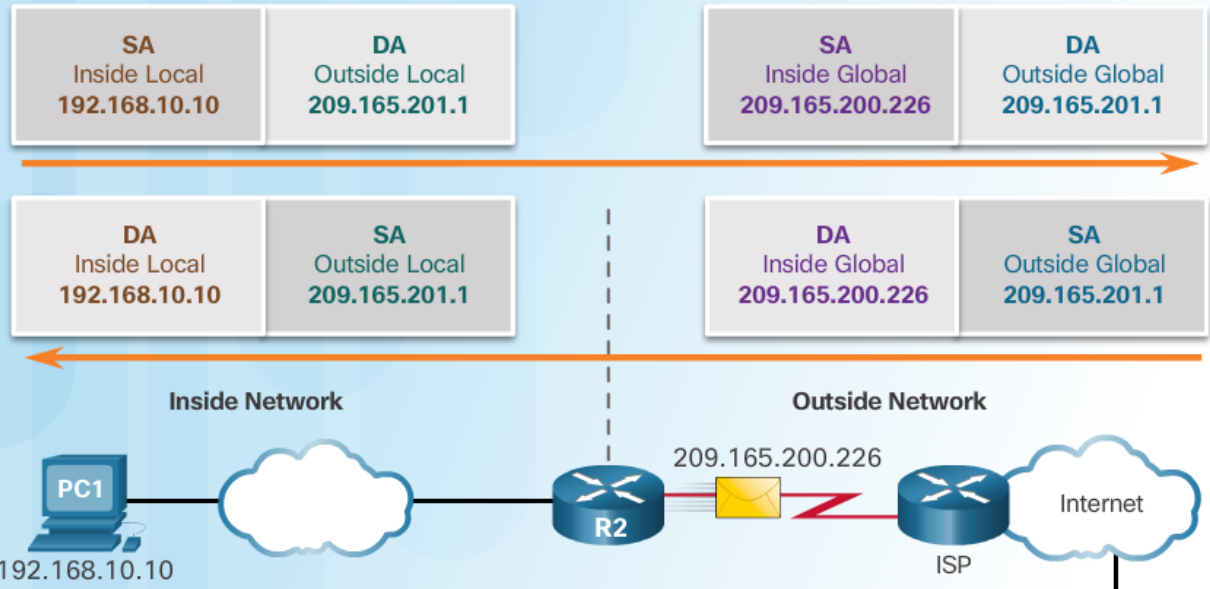 SA
Inside Local
192.168.10.10
DA
Outside Local
209.165.201.1
SA
Inside Global
209.165.200.226
DA
Outside Global
209.165.201.1
DA
Inside Local
192.168.10.10
SA
Outside Local
209.165.201.1
DA
Inside Global
209.165.200.226
SA
Outside Global
209.165.201.1
Inside Network
Outside Network
209.165.200.226
PC1
R2
Internet
ISP
192.168.10.10